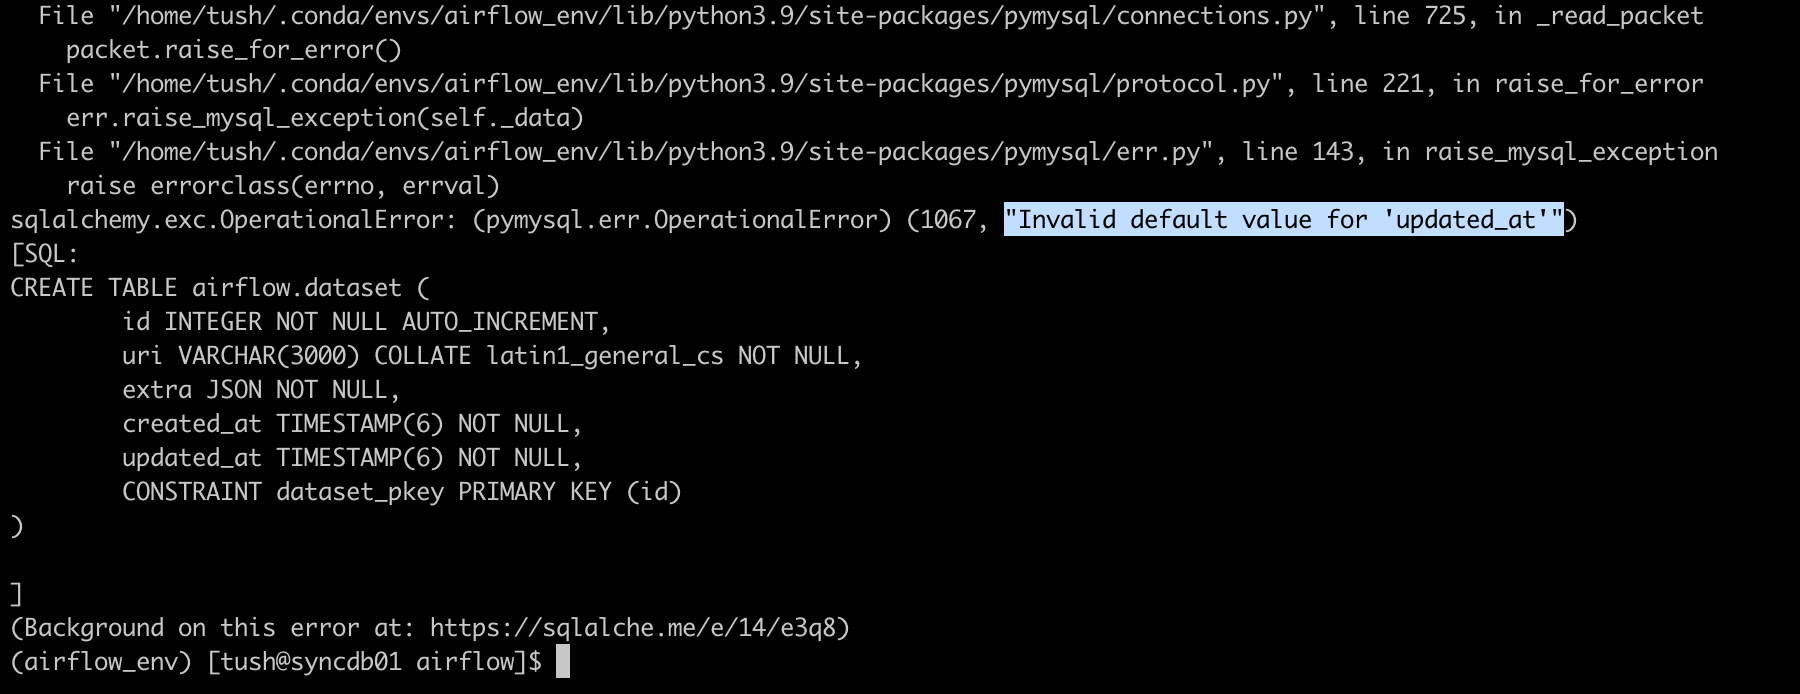 File "/home/tush/.conda/envs/airflow_env/lib/python3.9/site-packages/pymysql/connections.py", line 725, in _read_packet
packet.raise_for_error()
File "/home/tush/.conda/envs/airflow_env/lib/python3.9/site-packages/pymysql/protocol.py", line 221, in raise_for_error
err.raise_mysql_exception(self._data)
File "/home/tush/.conda/envs/airflow_env/lib/python3.9/site-packages/pymysql/err.py", line 143, in raise_mysql_exception
raise errorclass(errno, errval)
sqlalchemy.exc.OperationalError: (pymysql.err.OperationalError) (1067, "Invalid default value for 'updated_at'")
[SQL:
CREATE TABLE airflow.dataset (
id INTEGER NOT NULL AUTO_INCREMENT,
uri VARCHAR(3000) COLLATE latin1_general_cs NOT NULL,
extra JSON NOT NULL,
created_at TIMESTAMP(6) NOT NULL,
updated_at TIMESTAMP(6) NOT NULL,
CONSTRAINT dataset_pkey PRIMARY KEY (id)
)
]
(Background on this error at: https://sqlalche.me/e/14/e3q8)
(airflow_env) [tush@syncdb01 airflow]$